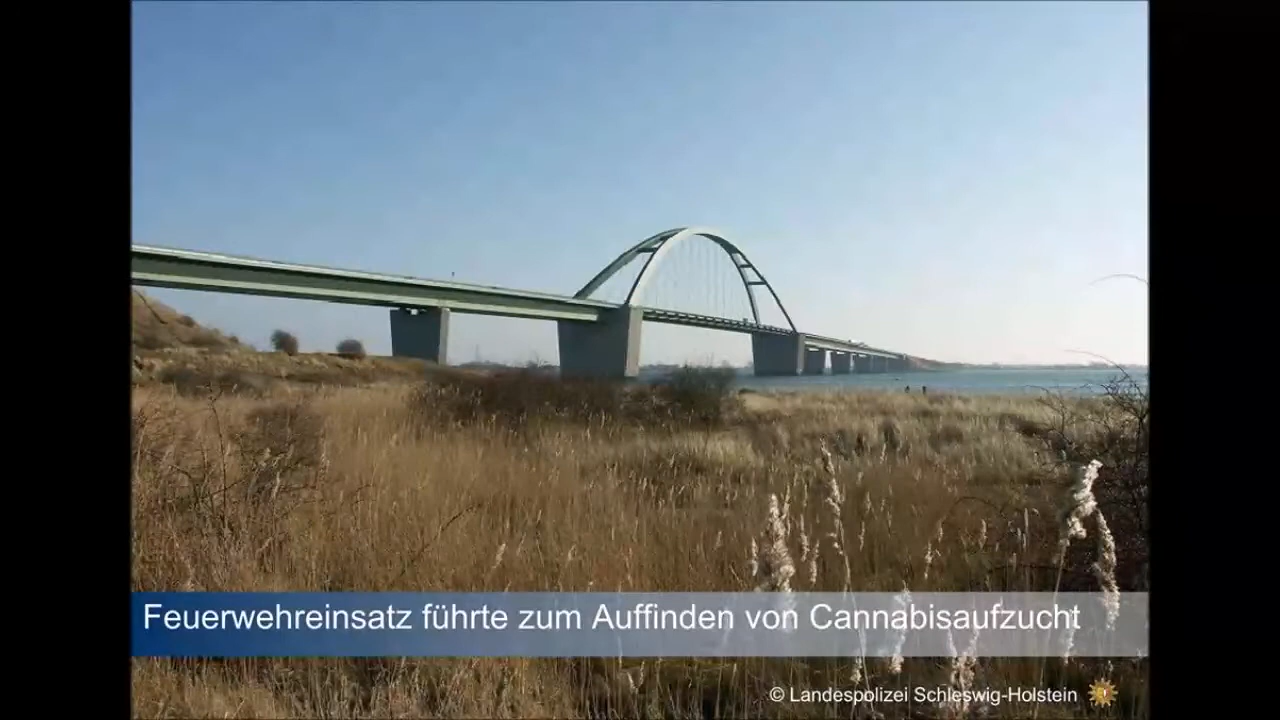 Feuerwehreinsatz führte zum Auffinden von Cannabisaufzucht
© Landespolizei Schleswig-Holstein